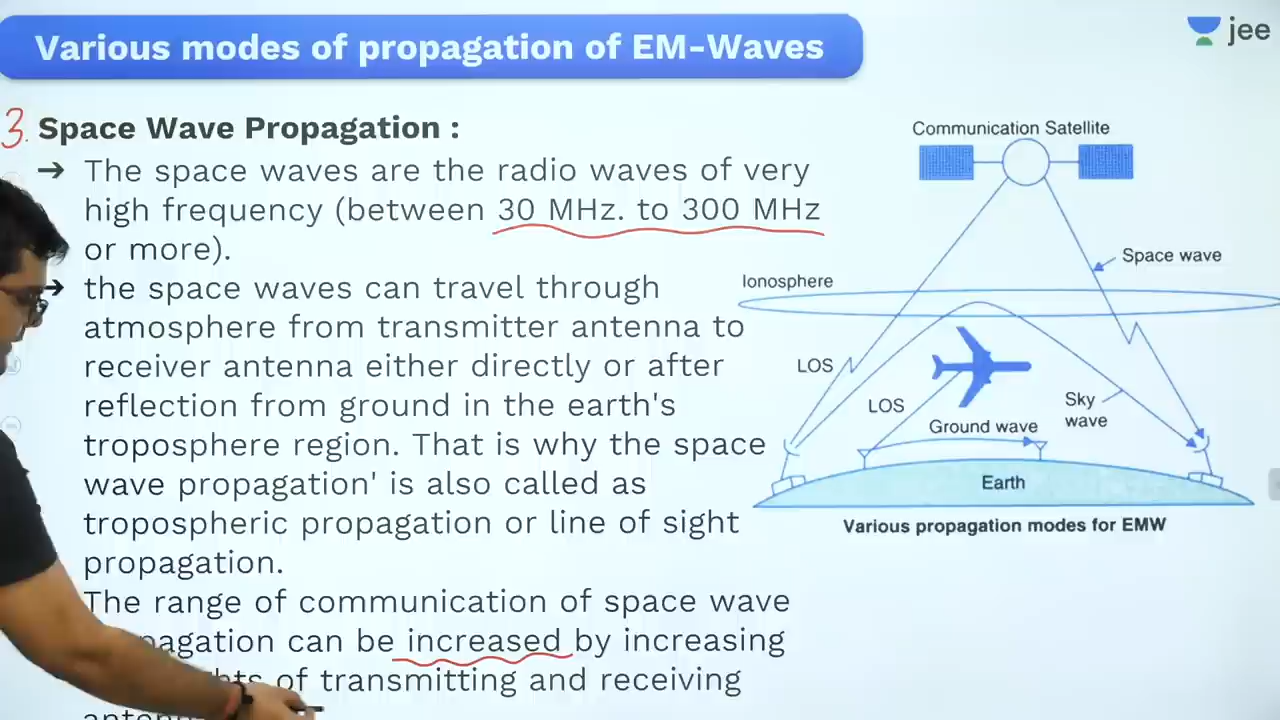 Various modes of propagation of EM-Waves
jee
3. Space Wave Propagation :
→ The space waves are the radio waves of very
high frequency (between 30 MHz. to 300 MHz
or more).
→ the space waves can travel through
atmosphere from transmitter antenna to
receiver antenna either directly or after
reflection from ground in the earth's
troposphere region. That is why the space
wave propagation' is also called as
tropospheric propagation or line of sight
propagation.
The range of communication of space wave
can be increased by increasing
of transmitting and receiving
Communication Satellite
Space wave
Ionosphere
LOS
LOS
Sky
wave
Ground wave
Earth
Various propagation modes for EMW